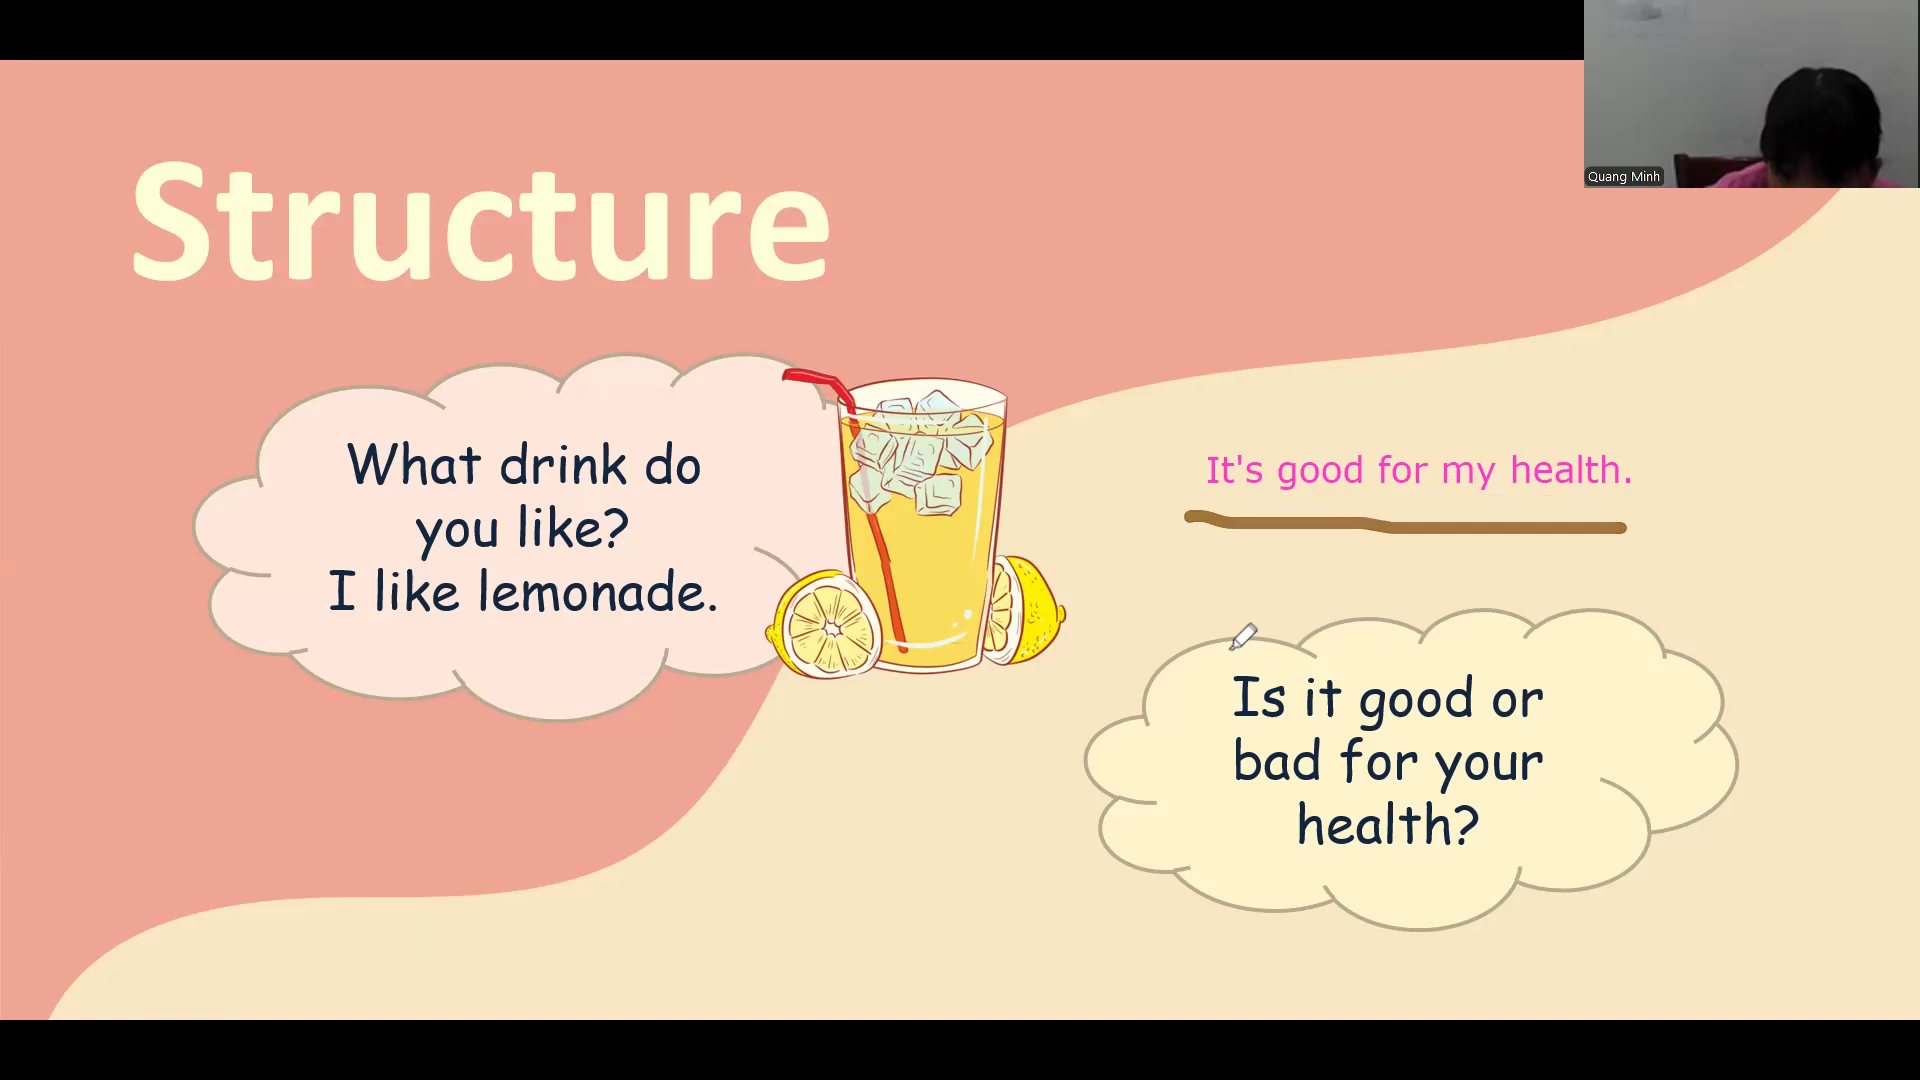 Quang Minh
Structure
What drink do
you like?
I like lemonade.
It's good for my health.
Is it good or
bad for your
health?